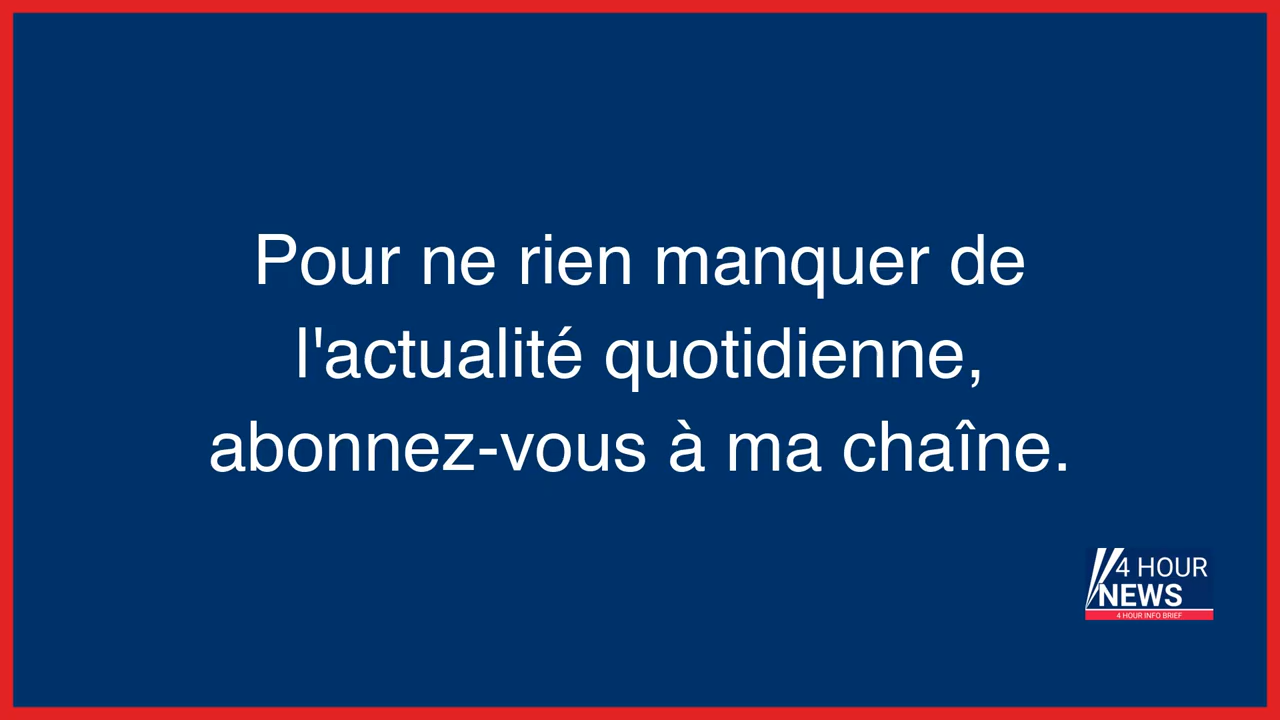 Pour ne rien manquer de
l'actualité quotidienne,
abonnez-vous à ma chaîne.
4 HOUR
NEWS
4 HOUR INFO BRIEF